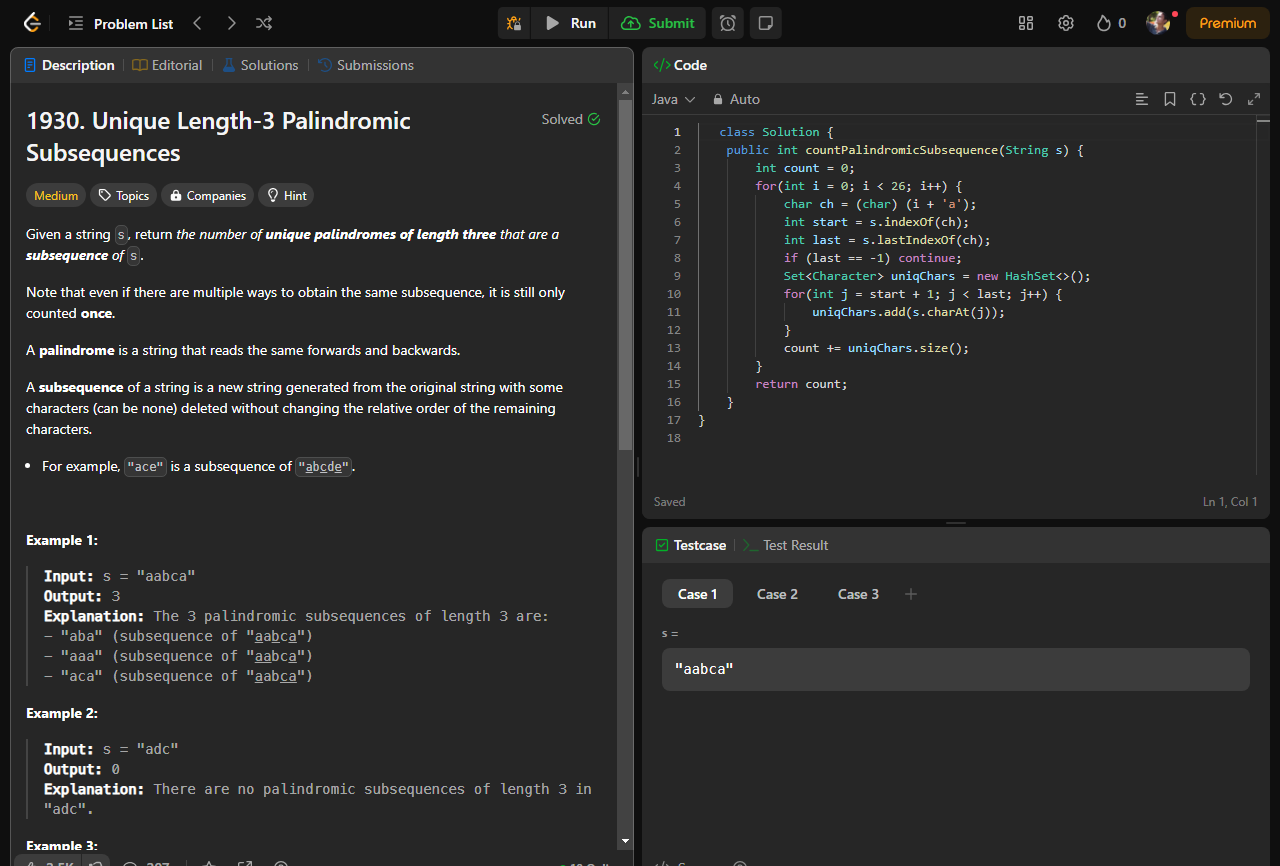 Problem List
Run
Submit
0
Premium
Description
Editorial
Solutions
Submissions
1930. Unique Length-3 Palindromic
Subsequences
Solved
Medium
Topics
Companies
Hint
Given a string s, return the number of unique palindromes of length three that are a
subsequence of s.
Note that even if there are multiple ways to obtain the same subsequence, it is still only
counted once.
A palindrome is a string that reads the same forwards and backwards.
A subsequence of a string is a new string generated from the original string with some
characters (can be none) deleted without changing the relative order of the remaining
characters.
• For example, "ace" is a subsequence of "abcde".
Example 1:
Input: s = "aabca"
Output: 3
Explanation: The 3 palindromic subsequences of length 3 are:
- "aba" (subsequence of "aabca")
- "aaa" (subsequence of "aabca")
- "aca" (subsequence of "aabca")
Example 2:
Input: s = "adc"
Output: 0
Explanation: There are no palindromic subsequences of length 3 in
"adc".
Example 3:
</> Code
Java
Auto
1 class Solution {
2 public int countPalindromicSubsequence(String s) {
3 int count = 0;
4 for(int i = 0; i < 26; i++) {
5 char ch = (char) (i + 'a');
6 int start = s.indexOf(ch);
7 int last = s.lastIndexOf(ch);
8 if (last == -1) continue;
9 Set<Character> uniqChars = new HashSet<>();
10 for(int j = start + 1; j < last; j++) {
11 uniqChars.add(s.charAt(j));
12 }
13 count += uniqChars.size();
14 }
15 return count;
16 }
17 }
18
Saved
Ln 1, Col 1
Testcase
>_ Test Result
Case 1
Case 2
Case 3
+
s =
"aabca"